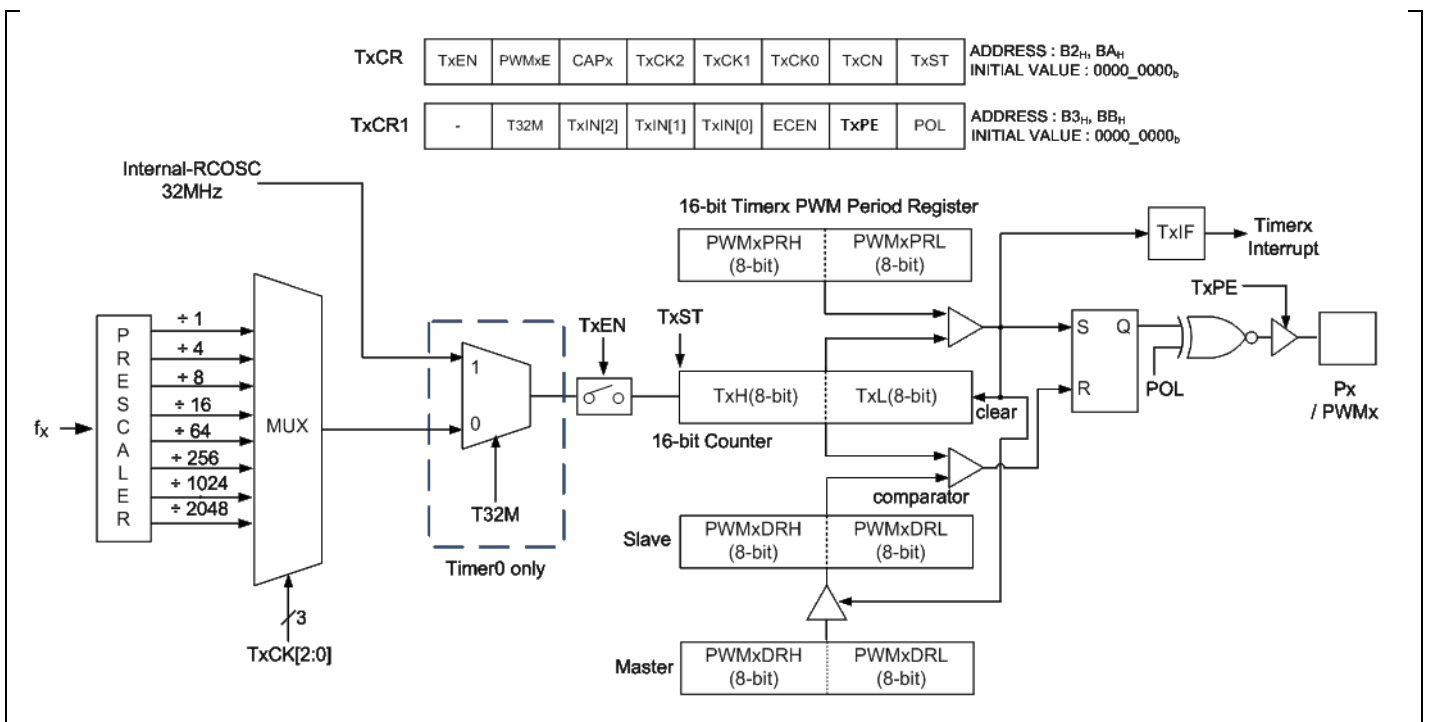 TxCR TxEN PWMxE CAPx TxCK2 TxCK1 TxCK0 TxCN TxST ADDRESS : B2H, BAH
INITIAL VALUE : 0000_0000b
TxCR1 - T32M TxIN[2] TxIN[1] TxIN[0] ECEN TxPE POL ADDRESS : B3H, BBH
INITIAL VALUE : 0000_0000b
Internal-RCOSC
32MHz
16-bit Timerx PWM Period Register
PWMxPRH
(8-bit)
PWMxPRL
(8-bit)
TxIF
Timerx
Interrupt
fx
PRESCALER
÷ 1
÷ 4
÷ 8
÷ 16
÷ 64
÷ 256
÷ 1024
÷ 2048
MUX
3
TxCK[2:0]
1
0
T32M
Timer0 only
TxEN
TxST
TxH(8-bit)
TxL(8-bit)
clear
16-bit Counter
comparator
S Q
R
POL
TxPE
Px
/ PWMx
Slave
PWMxDRH
(8-bit)
PWMxDRL
(8-bit)
Master
PWMxDRH
(8-bit)
PWMxDRL
(8-bit)